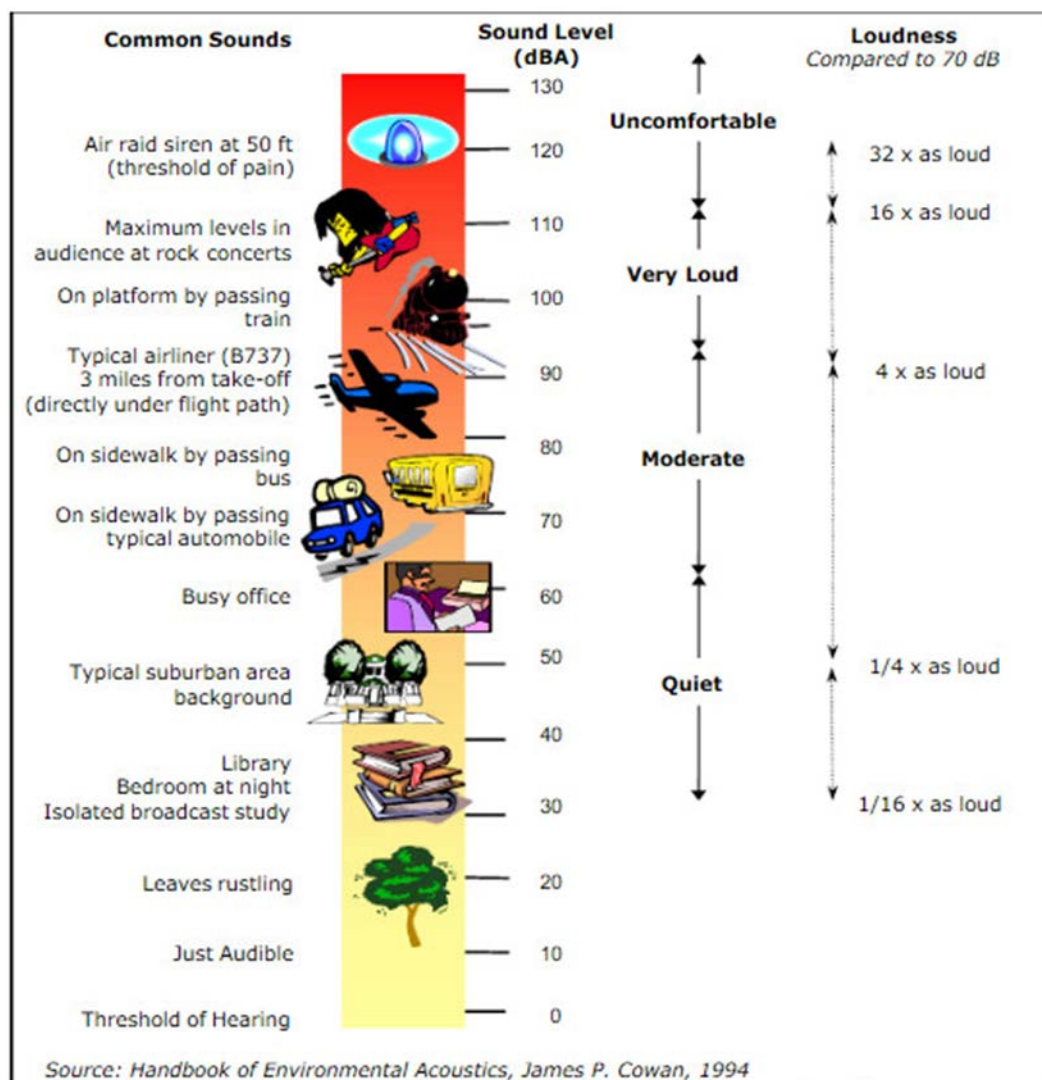 Common Sounds
Sound Level
(dBA)
Loudness
Compared to 70 dB
130
Uncomfortable
Air raid siren at 50 ft
(threshold of pain)
120
32 x as loud
Maximum levels in
audience at rock concerts
110
16 x as loud
Very Loud
On platform by passing
train
100
Typical airliner (B737)
3 miles from take-off
(directly under flight path)
90
4 x as loud
On sidewalk by passing
bus
80
Moderate
On sidewalk by passing
typical automobile
70
Busy office
60
Typical suburban area
background
50
1/4 x as loud
Quiet
40
Library
Bedroom at night
Isolated broadcast study
30
1/16 x as loud
Leaves rustling
20
Just Audible
10
Threshold of Hearing
0
Source: Handbook of Environmental Acoustics, James P. Cowan, 1994